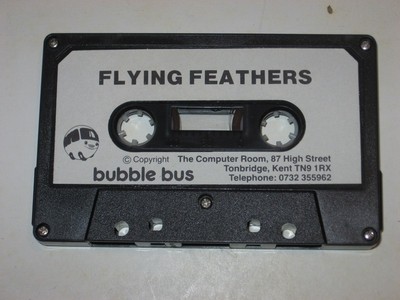 FLYING FEATHERS
© Copyright The Computer Room, 87 High Street
bubble bus Tonbridge, Kent TN9 1RX
Telephone: 0732 355962